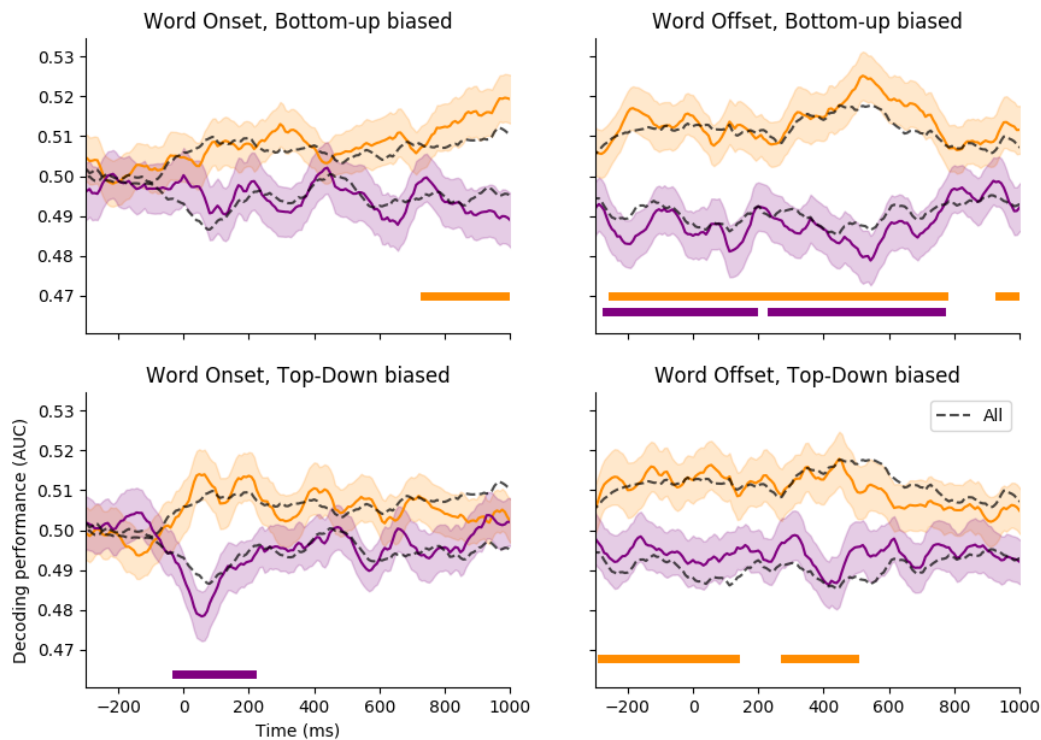 Word Onset, Bottom-up biased
Word Offset, Bottom-up biased
0.53
0.52
0.51
0.50
0.49
0.48
0.47
Word Onset, Top-Down biased
Word Offset, Top-Down biased
0.53
0.52
0.51
0.50
0.49
0.48
0.47
Decoding performance (AUC)
All
−200 0 200 400 600 800 1000
−200 0 200 400 600 800 1000
Time (ms)